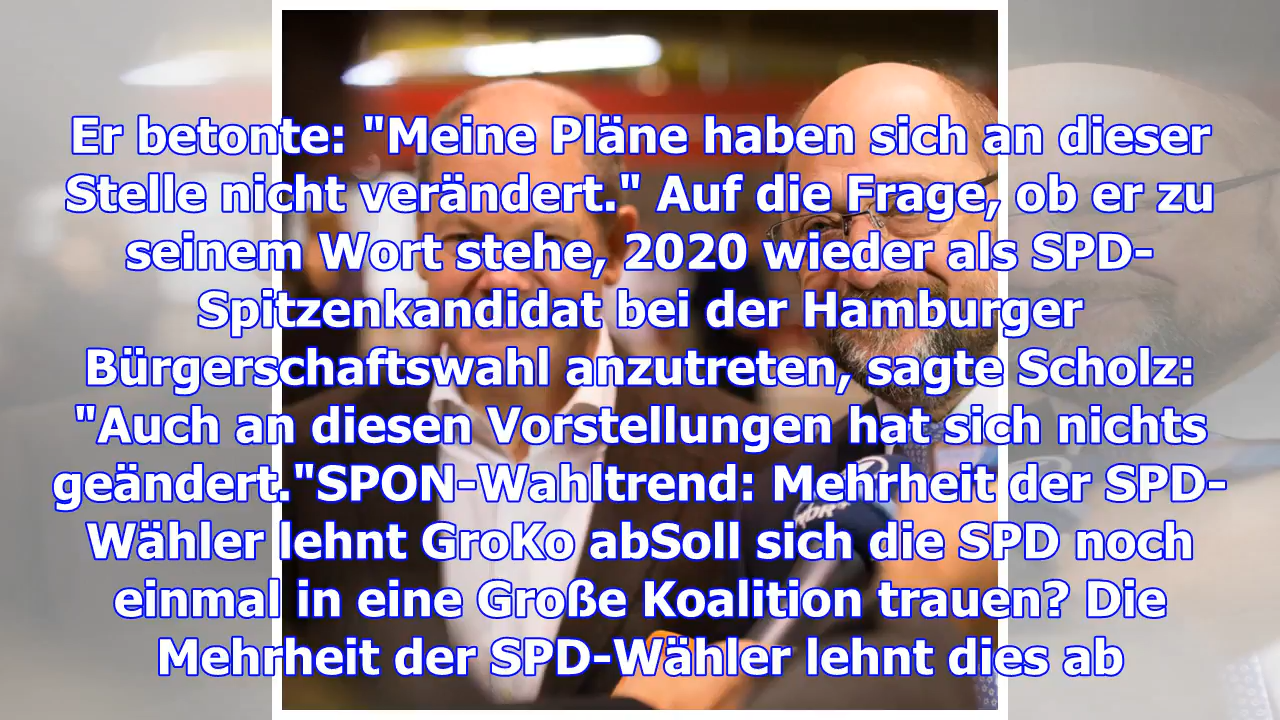 Er betonte: "Meine Pläne haben sich an dieser
Stelle nicht verändert." Auf die Frage, ob er zu
seinem Wort stehe, 2020 wieder als SPD-
Spitzenkandidat bei der Hamburger
Bürgerschaftswahl anzutreten, sagte Scholz:
"Auch an diesen Vorstellungen hat sich nichts
geändert."SPON-Wahltrend: Mehrheit der SPD-
Wähler lehnt GroKo abSoll sich die SPD noch
einmal in eine Große Koalition trauen? Die
Mehrheit der SPD-Wähler lehnt dies ab